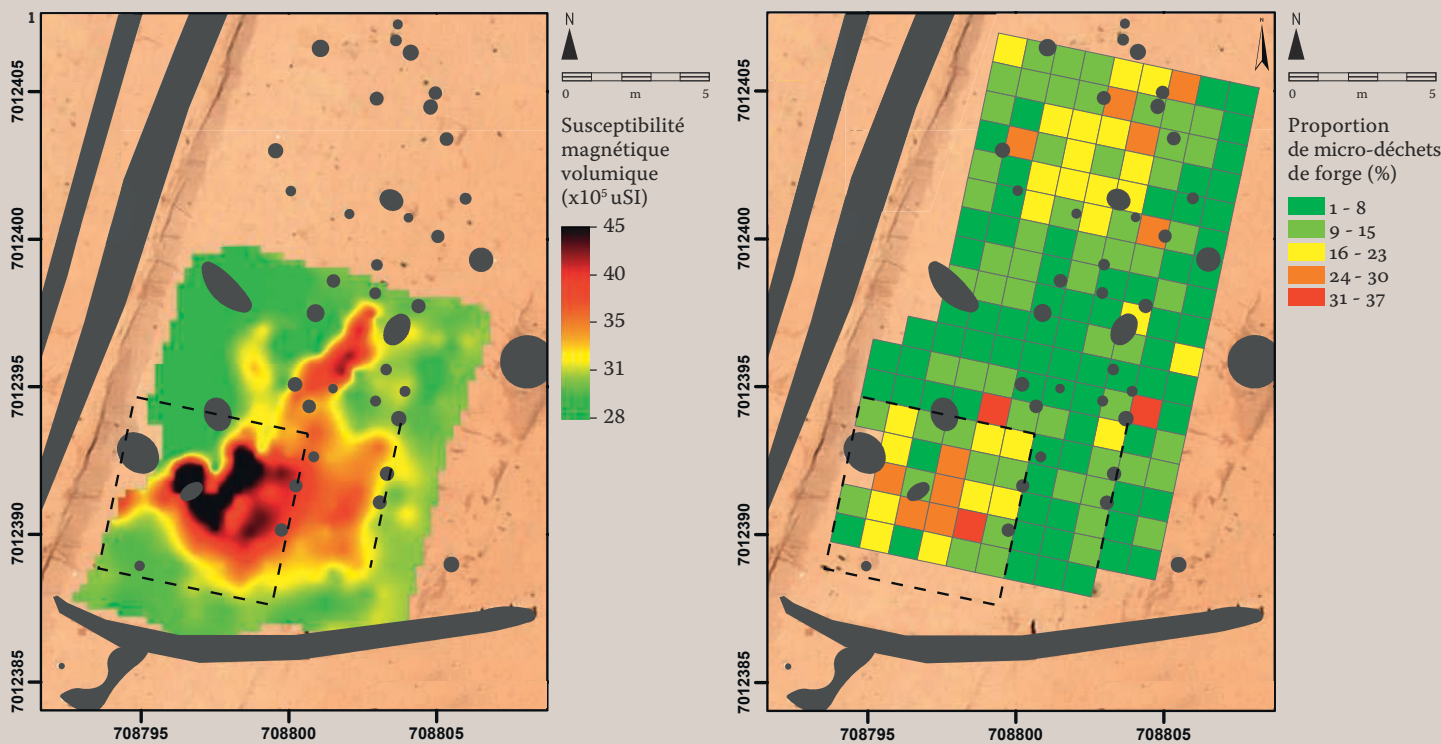 1
7012405
7012400
7012395
7012390
7012385
708795 708800 708805
N
0 m 5
Susceptibilité
magnétique
volumique
(x10⁵ uSI)
45
40
35
31
28
7012405
7012400
7012395
7012390
7012385
708795 708800 708805
N
N
0 m 5
Proportion
de micro-déchets
de forge (%)
1 - 8
9 - 15
16 - 23
24 - 30
31 - 37